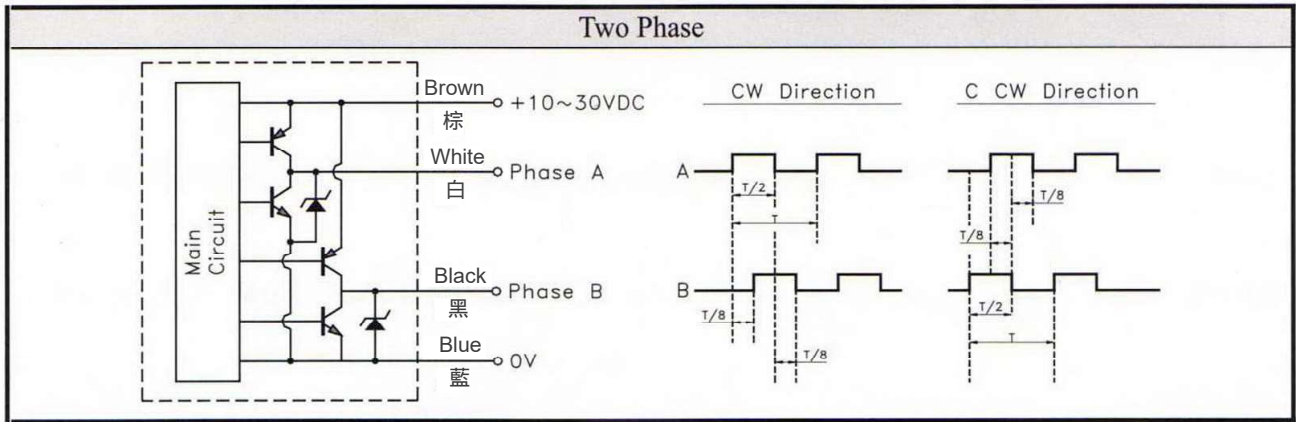 Two Phase
Main
Circuit
Brown
棕
+10~30VDC
White
白
Phase A
Black
黑
Phase B
Blue
藍
0V
CW Direction
A
T/2
T
B
T/8
T/8
C CW Direction
T/8
T/8
T/2
T